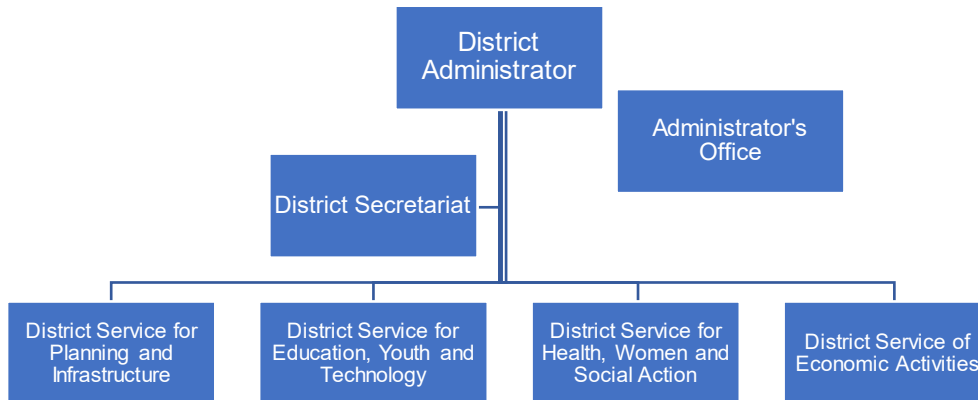 District
Administrator
Administrator's
Office
District Secretariat
District Service for
Planning and
Infrastructure
District Service for
Education, Youth and
Technology
District Service for
Health, Women and
Social Action
District Service of
Economic Activities